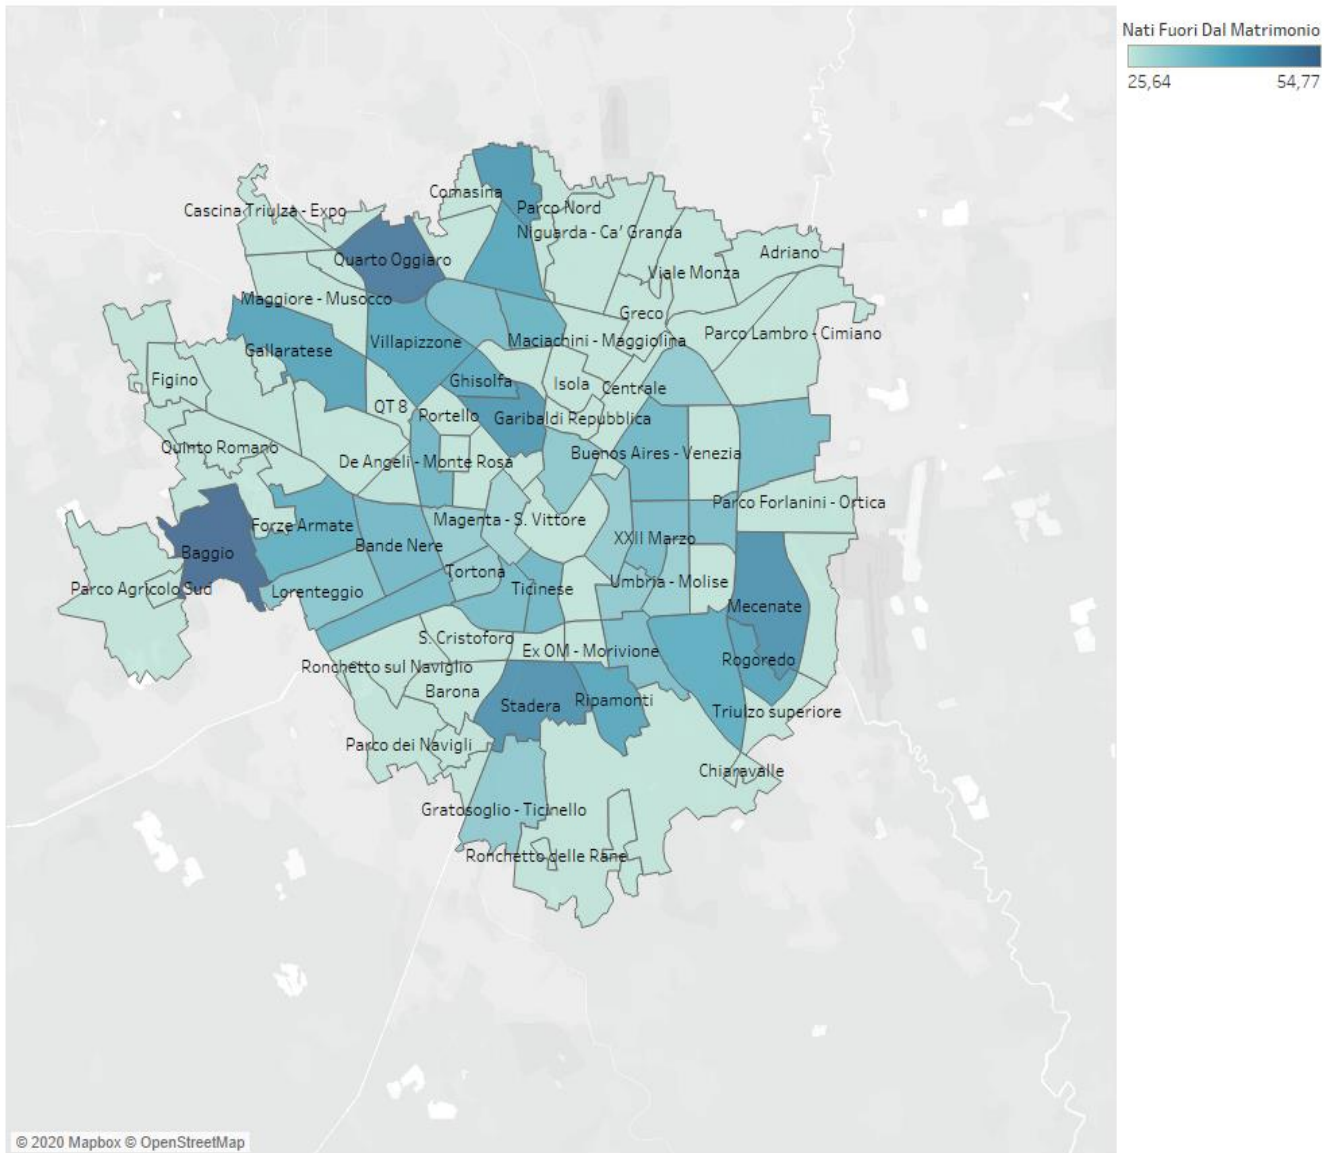 Nati Fuori Dal Matrimonio
25,64 54,77
Comasina
Cascina Triulza - Expo
Parco Nord
Niguarda - Ca' Granda
Quarto Oggiaro
Adriano
Viale Monza
Maggiore - Musocco
Greco
Villapizzone
Maciachini - Maggiolina
Parco Lambro - Cimiano
Gallaratese
Figino
Ghisolfa
Isola
Centrale
QT 8
Portello
Garibaldi Repubblica
Quinto Romano
De Angeli - Monte Rosa
Buenos Aires - Venezia
Parco Forlanini - Ortica
Forze Armate
Magenta - S. Vittore
XXII Marzo
Bande Nere
Baggio
Tortona
Parco Agricolo Sud
Lorenteggio
Ticinese
Umbria - Molise
Mecenate
S. Cristoforo
Ex OM - Morivione
Ronchetto sul Naviglio
Rogoredo
Barona
Stadera
Ripamonti
Triulzo superiore
Parco dei Navigli
Chiaravalle
Gratosoglio - Ticinello
Ronchetto delle Rane
© 2020 Mapbox © OpenStreetMap